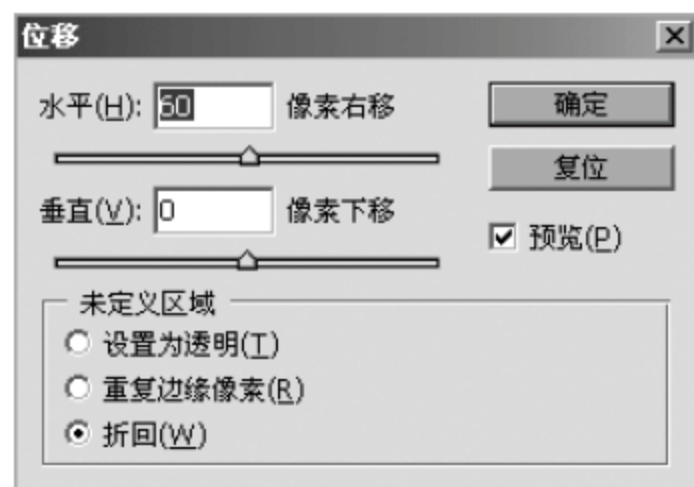 位移
水平(H): 60 像素右移 确定
复位
垂直(V): 0 像素下移
预览(P)
未定义区域
设置为透明(T)
重复边缘像素(R)
折回(W)